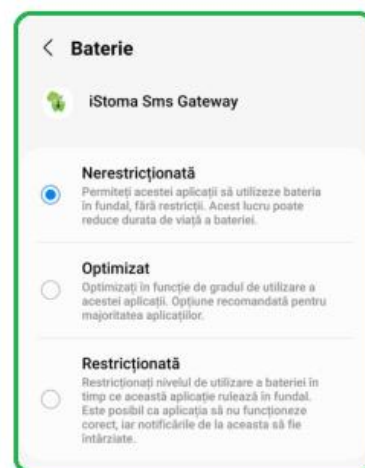 Baterie
iStoma Sms Gateway
Nerestricționată
Permiteți acestei aplicații să utilizeze bateria
în fundal, fără restricții. Acest lucru poate
reduce durata de viață a bateriei.
Optimizat
Optimizați în funcție de gradul de utilizare a
acestei aplicații. Opțiune recomandată pentru
majoritatea aplicațiilor.
Restricționată
Restricționați nivelul de utilizare a bateriei în
timp ce această aplicație rulează în fundal.
Este posibil ca aplicația să nu funcționeze
corect, iar notificările de la aceasta să fie
întârziate.